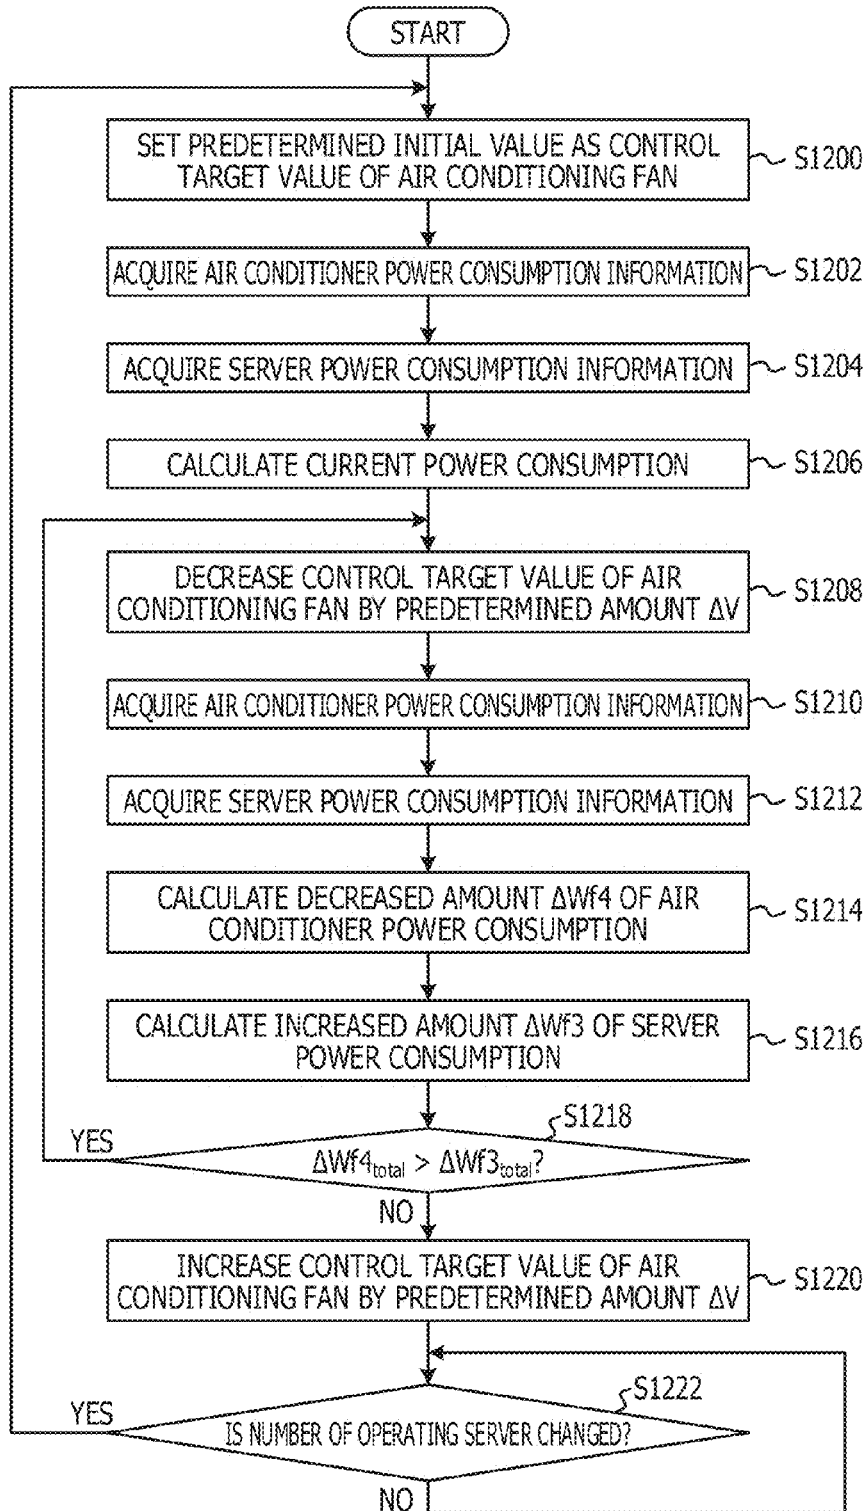 START
SET PREDETERMINED INITIAL VALUE AS CONTROL
TARGET VALUE OF AIR CONDITIONING FAN
S1200
ACQUIRE AIR CONDITIONER POWER CONSUMPTION INFORMATION
S1202
ACQUIRE SERVER POWER CONSUMPTION INFORMATION
S1204
CALCULATE CURRENT POWER CONSUMPTION
S1206
DECREASE CONTROL TARGET VALUE OF AIR
CONDITIONING FAN BY PREDETERMINED AMOUNT ΔV
S1208
ACQUIRE AIR CONDITIONER POWER CONSUMPTION INFORMATION
S1210
ACQUIRE SERVER POWER CONSUMPTION INFORMATION
S1212
CALCULATE DECREASED AMOUNT ΔWf4 OF AIR
CONDITIONER POWER CONSUMPTION
S1214
CALCULATE INCREASED AMOUNT ΔWf3 OF SERVER
POWER CONSUMPTION
S1216
S1218
YES
ΔWf4total > ΔWf3total?
NO
INCREASE CONTROL TARGET VALUE OF AIR
CONDITIONING FAN BY PREDETERMINED AMOUNT ΔV
S1220
S1222
YES
IS NUMBER OF OPERATING SERVER CHANGED?
NO